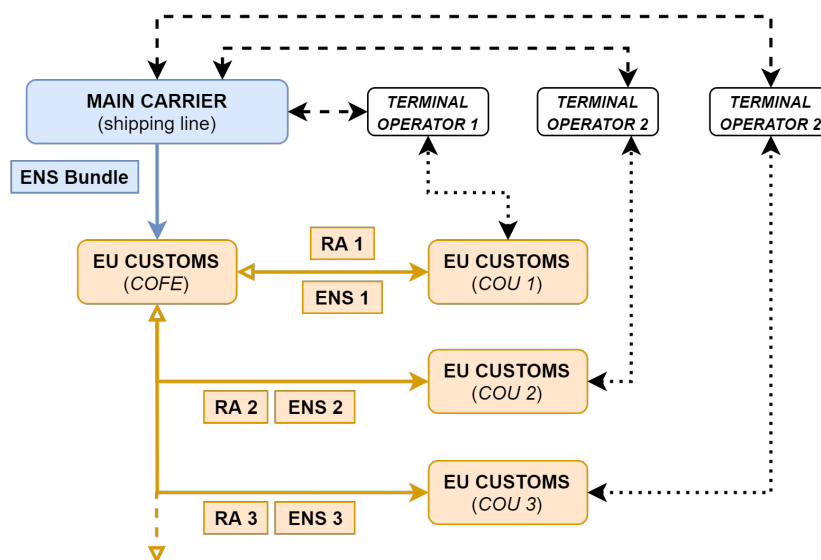 MAIN CARRIER
(shipping line)
TERMINAL
OPERATOR 1
TERMINAL
OPERATOR 2
TERMINAL
OPERATOR 2
ENS Bundle
EU CUSTOMS
(COFE)
RA 1
ENS 1
EU CUSTOMS
(COU 1)
EU CUSTOMS
(COU 2)
RA 2
ENS 2
EU CUSTOMS
(COU 3)
RA 3
ENS 3